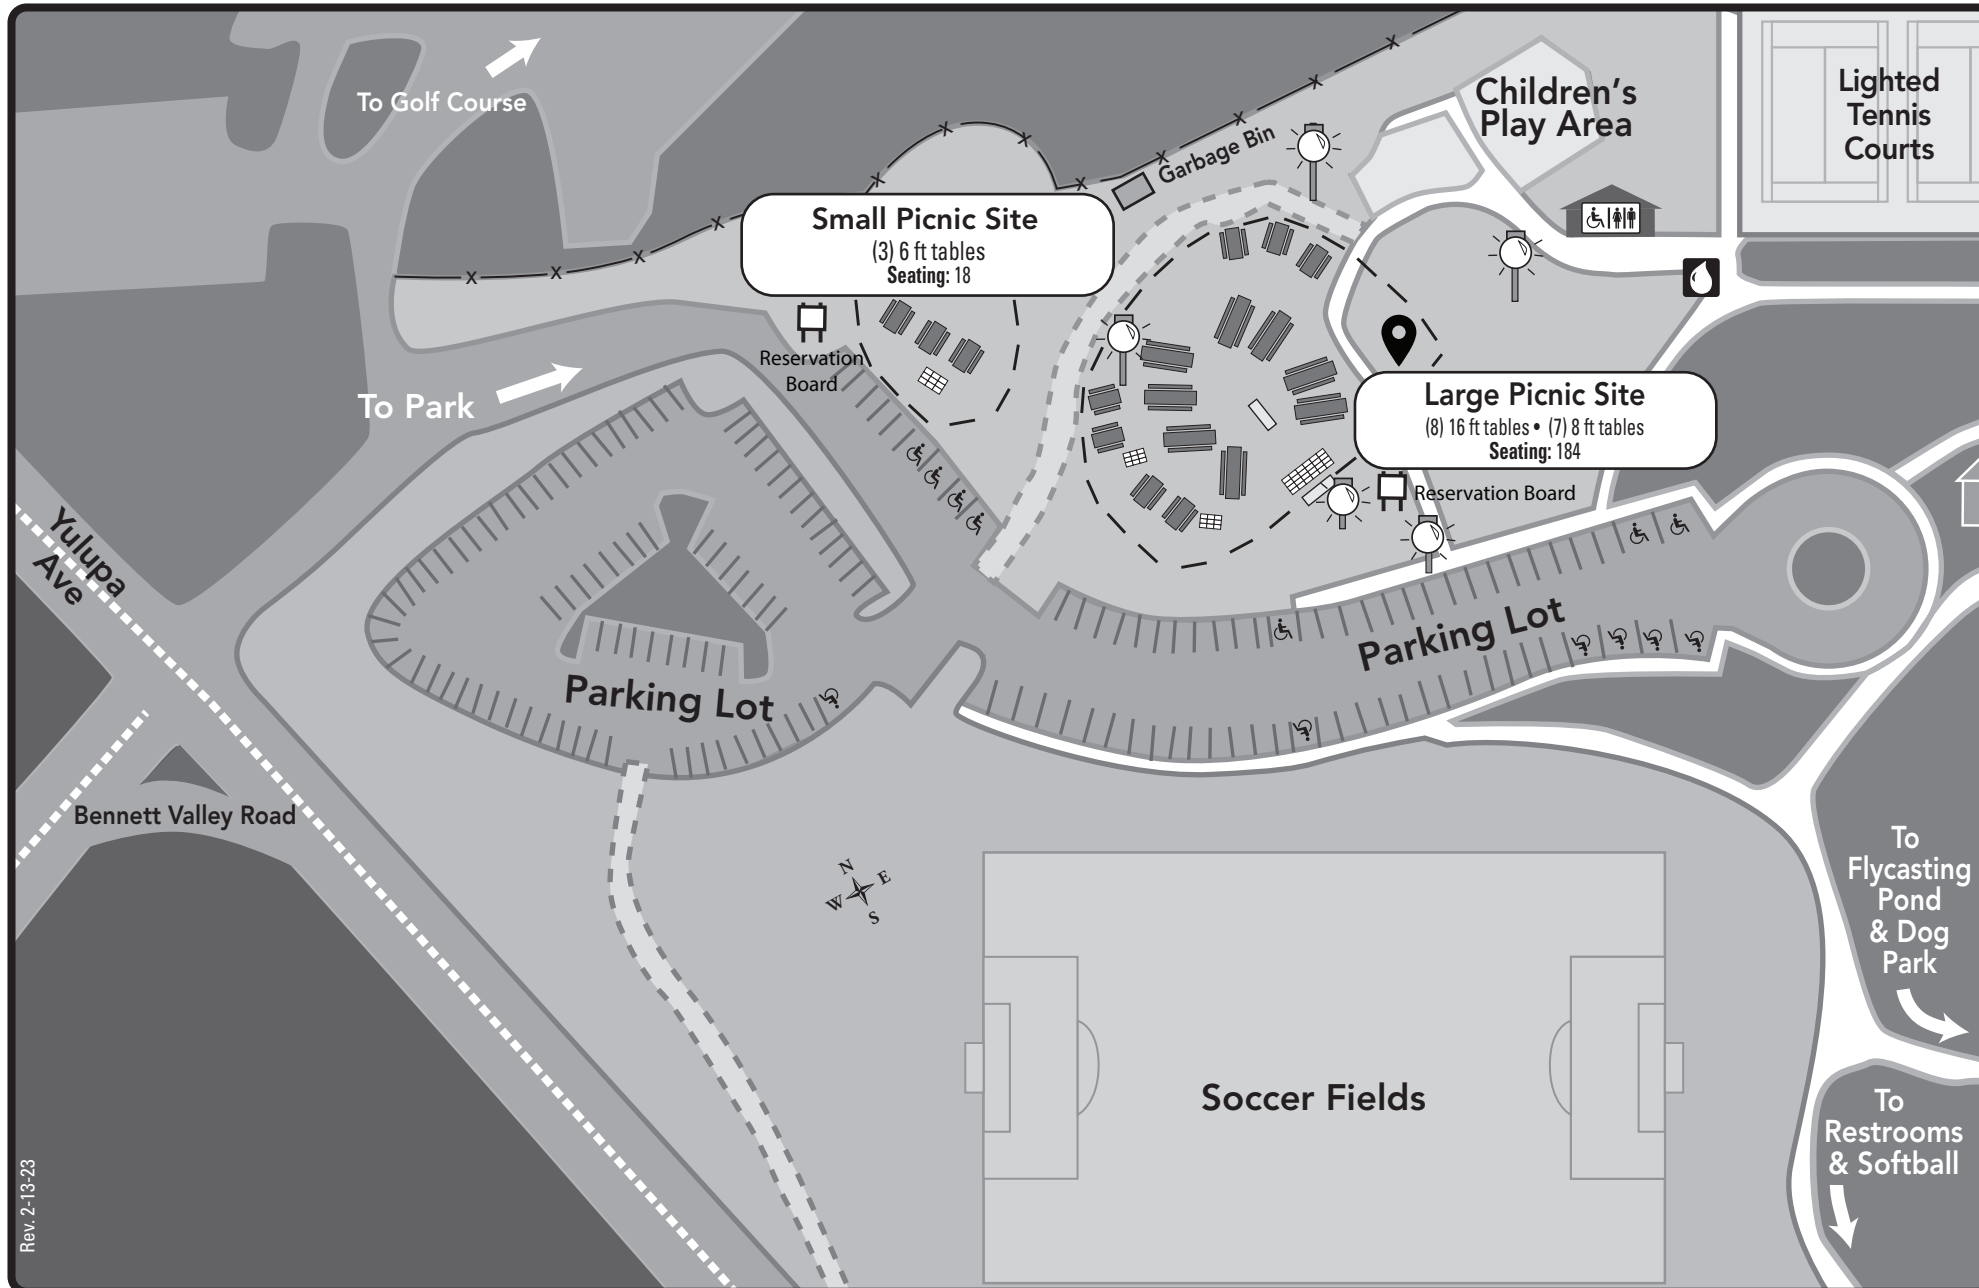 To Golf Course
Children's
Play Area
Lighted
Tennis
Courts
Garbage Bin
Small Picnic Site
(3) 6 ft tables
Seating: 18
Reservation
Board
To Park
Large Picnic Site
(8) 16 ft tables • (7) 8 ft tables
Seating: 184
Reservation Board
Yulupa
Ave
Parking Lot
Parking Lot
Bennett Valley Road
N
E
W
S
To
Flycasting
Pond
& Dog
Park
Soccer Fields
To
Restrooms
& Softball
Rev. 2-13-23